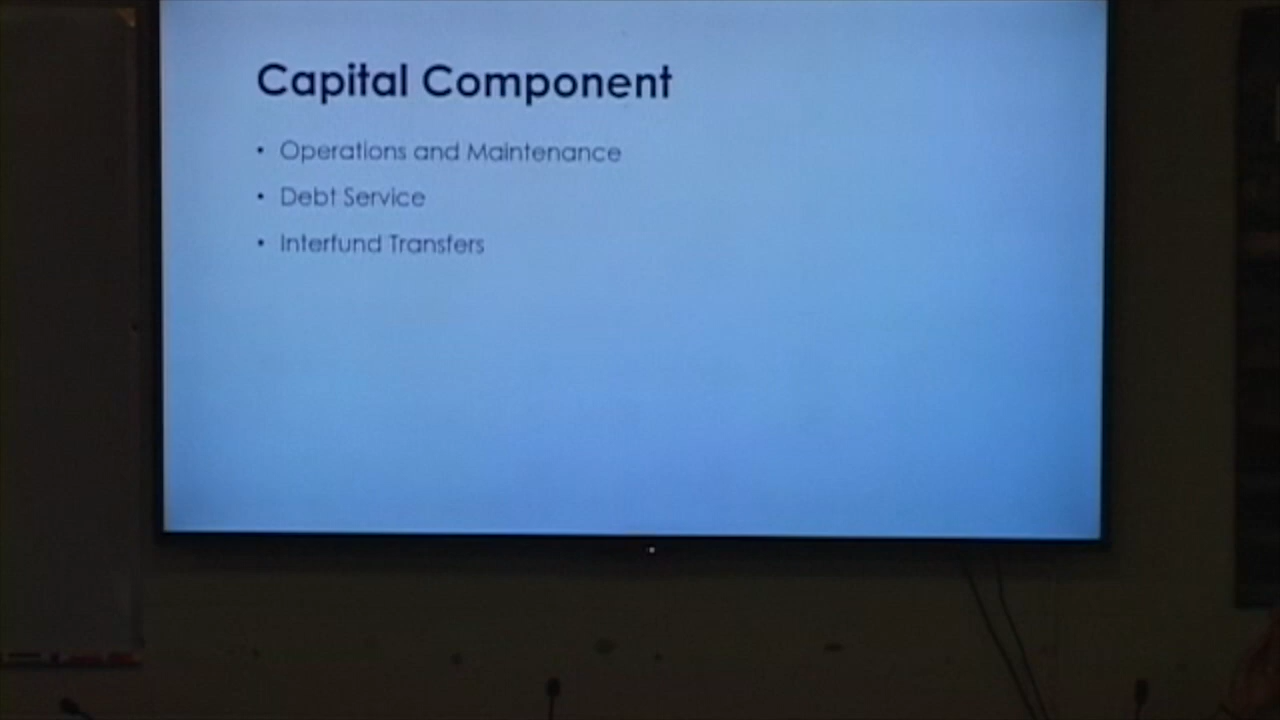 Capital Component
• Operations and Maintenance
• Debt Service
• Interfund Transfers